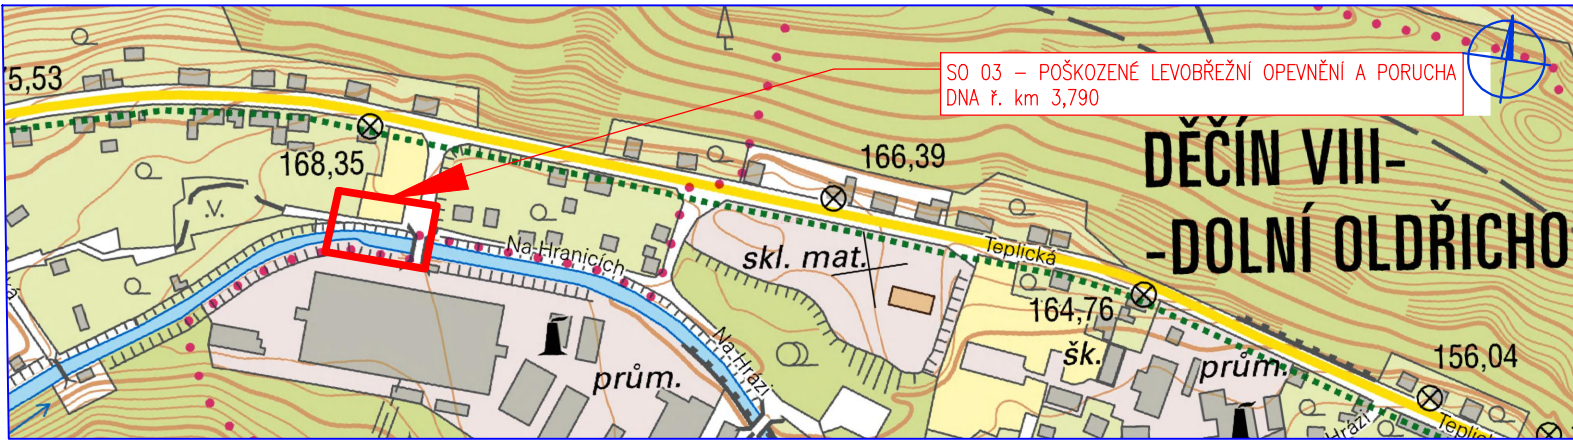 SO 03 – POŠKOZENÉ LEVOBŘEŽNÍ OPEVNĚNÍ A PORUCHA
DNA ř. km 3,790
5,53
168,35
166,39
DĚČÍN VIII-
-DOLNÍ OLDŘICHO
.V.
Na Hranicích
skl. mat.
Teplická
164,76
šk.
prům.
156,04
Na Hrázi
prům.
Hrázi
Teplic